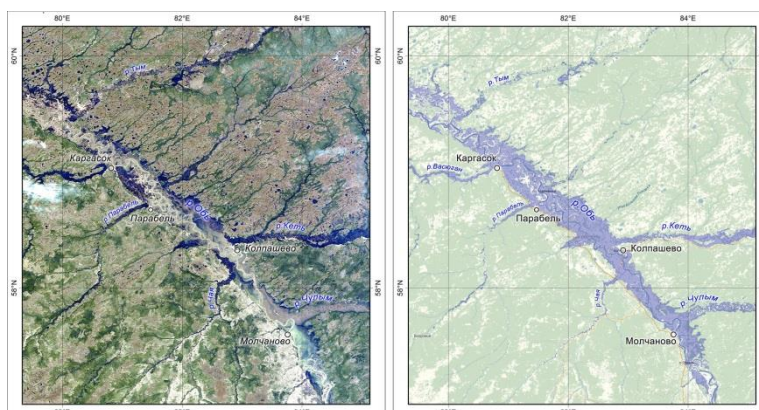 80°E
82°E
84°E
60°N
р.Тым
Каргасок
р.Обь
р.Парабель
Парабель
р.Кеть
Колпашево
58°N
р.Чая
р.Чулым
Молчаново
80°E
82°E
84°E
60°N
р.Тым
Каргасок
р.Васюган
р.Обь
р.Парабель
Парабель
р.Кеть
Колпашево
58°N
р.Чая
р.Чулым
Молчаново